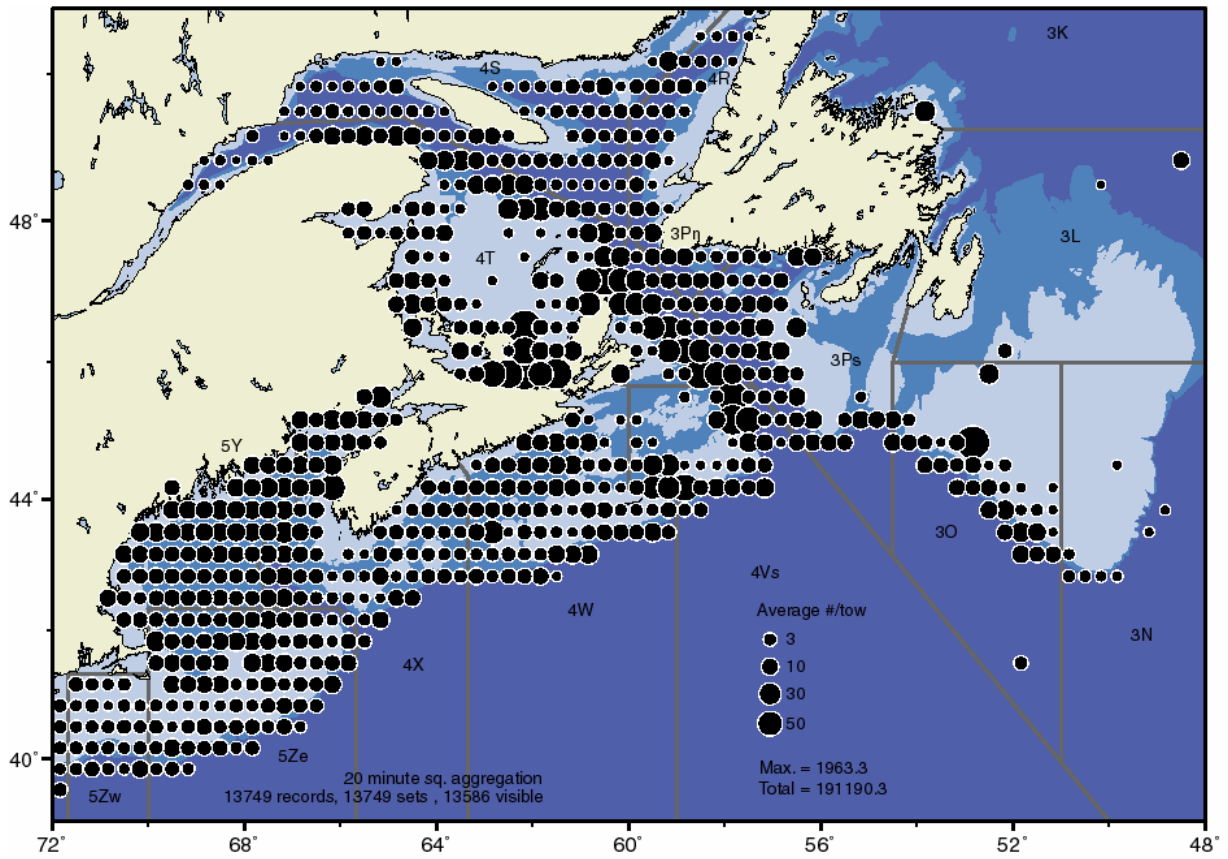 3K
4S
4R
48°
3Pn
3L
4T
3Ps
5Y
44°
3O
4Vs
4W
Average #/tow
3
3N
4X
10
30
50
40°
5Ze
Max. = 1963.3
20 minute sq. aggregation
Total = 191190.3
5Zw
13749 records, 13749 sets , 13586 visible
72°
68°
64°
60°
56°
52°
48°